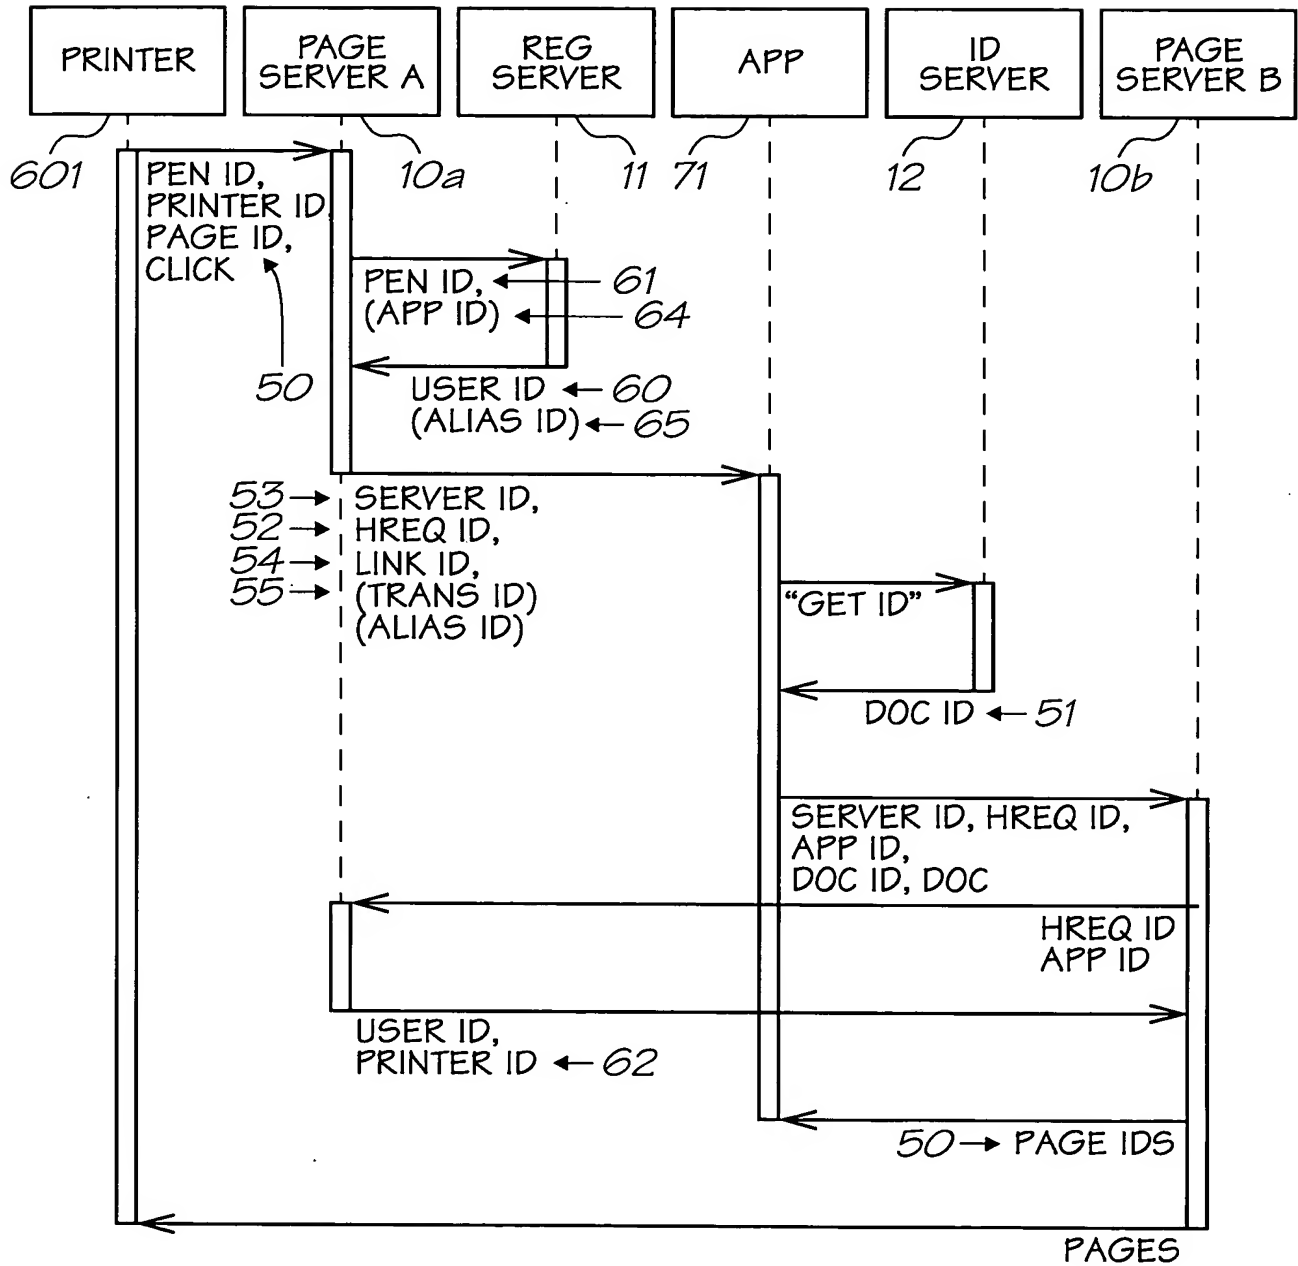 PRINTER
PAGE
SERVER A
REG
SERVER
APP
ID
SERVER
PAGE
SERVER B
601
10a
11
71
12
10b
PEN ID,
PRINTER ID
PAGE ID,
CLICK
50
PEN ID,
61
(APP ID)
64
USER ID
60
(ALIAS ID)
65
53
SERVER ID,
52
HREQ ID,
54
LINK ID,
55
(TRANS ID)
(ALIAS ID)
“GET ID”
DOC ID
51
SERVER ID, HREQ ID,
APP ID,
DOC ID, DOC
HREQ ID
APP ID
USER ID,
PRINTER ID
62
50
PAGE IDS
PAGES